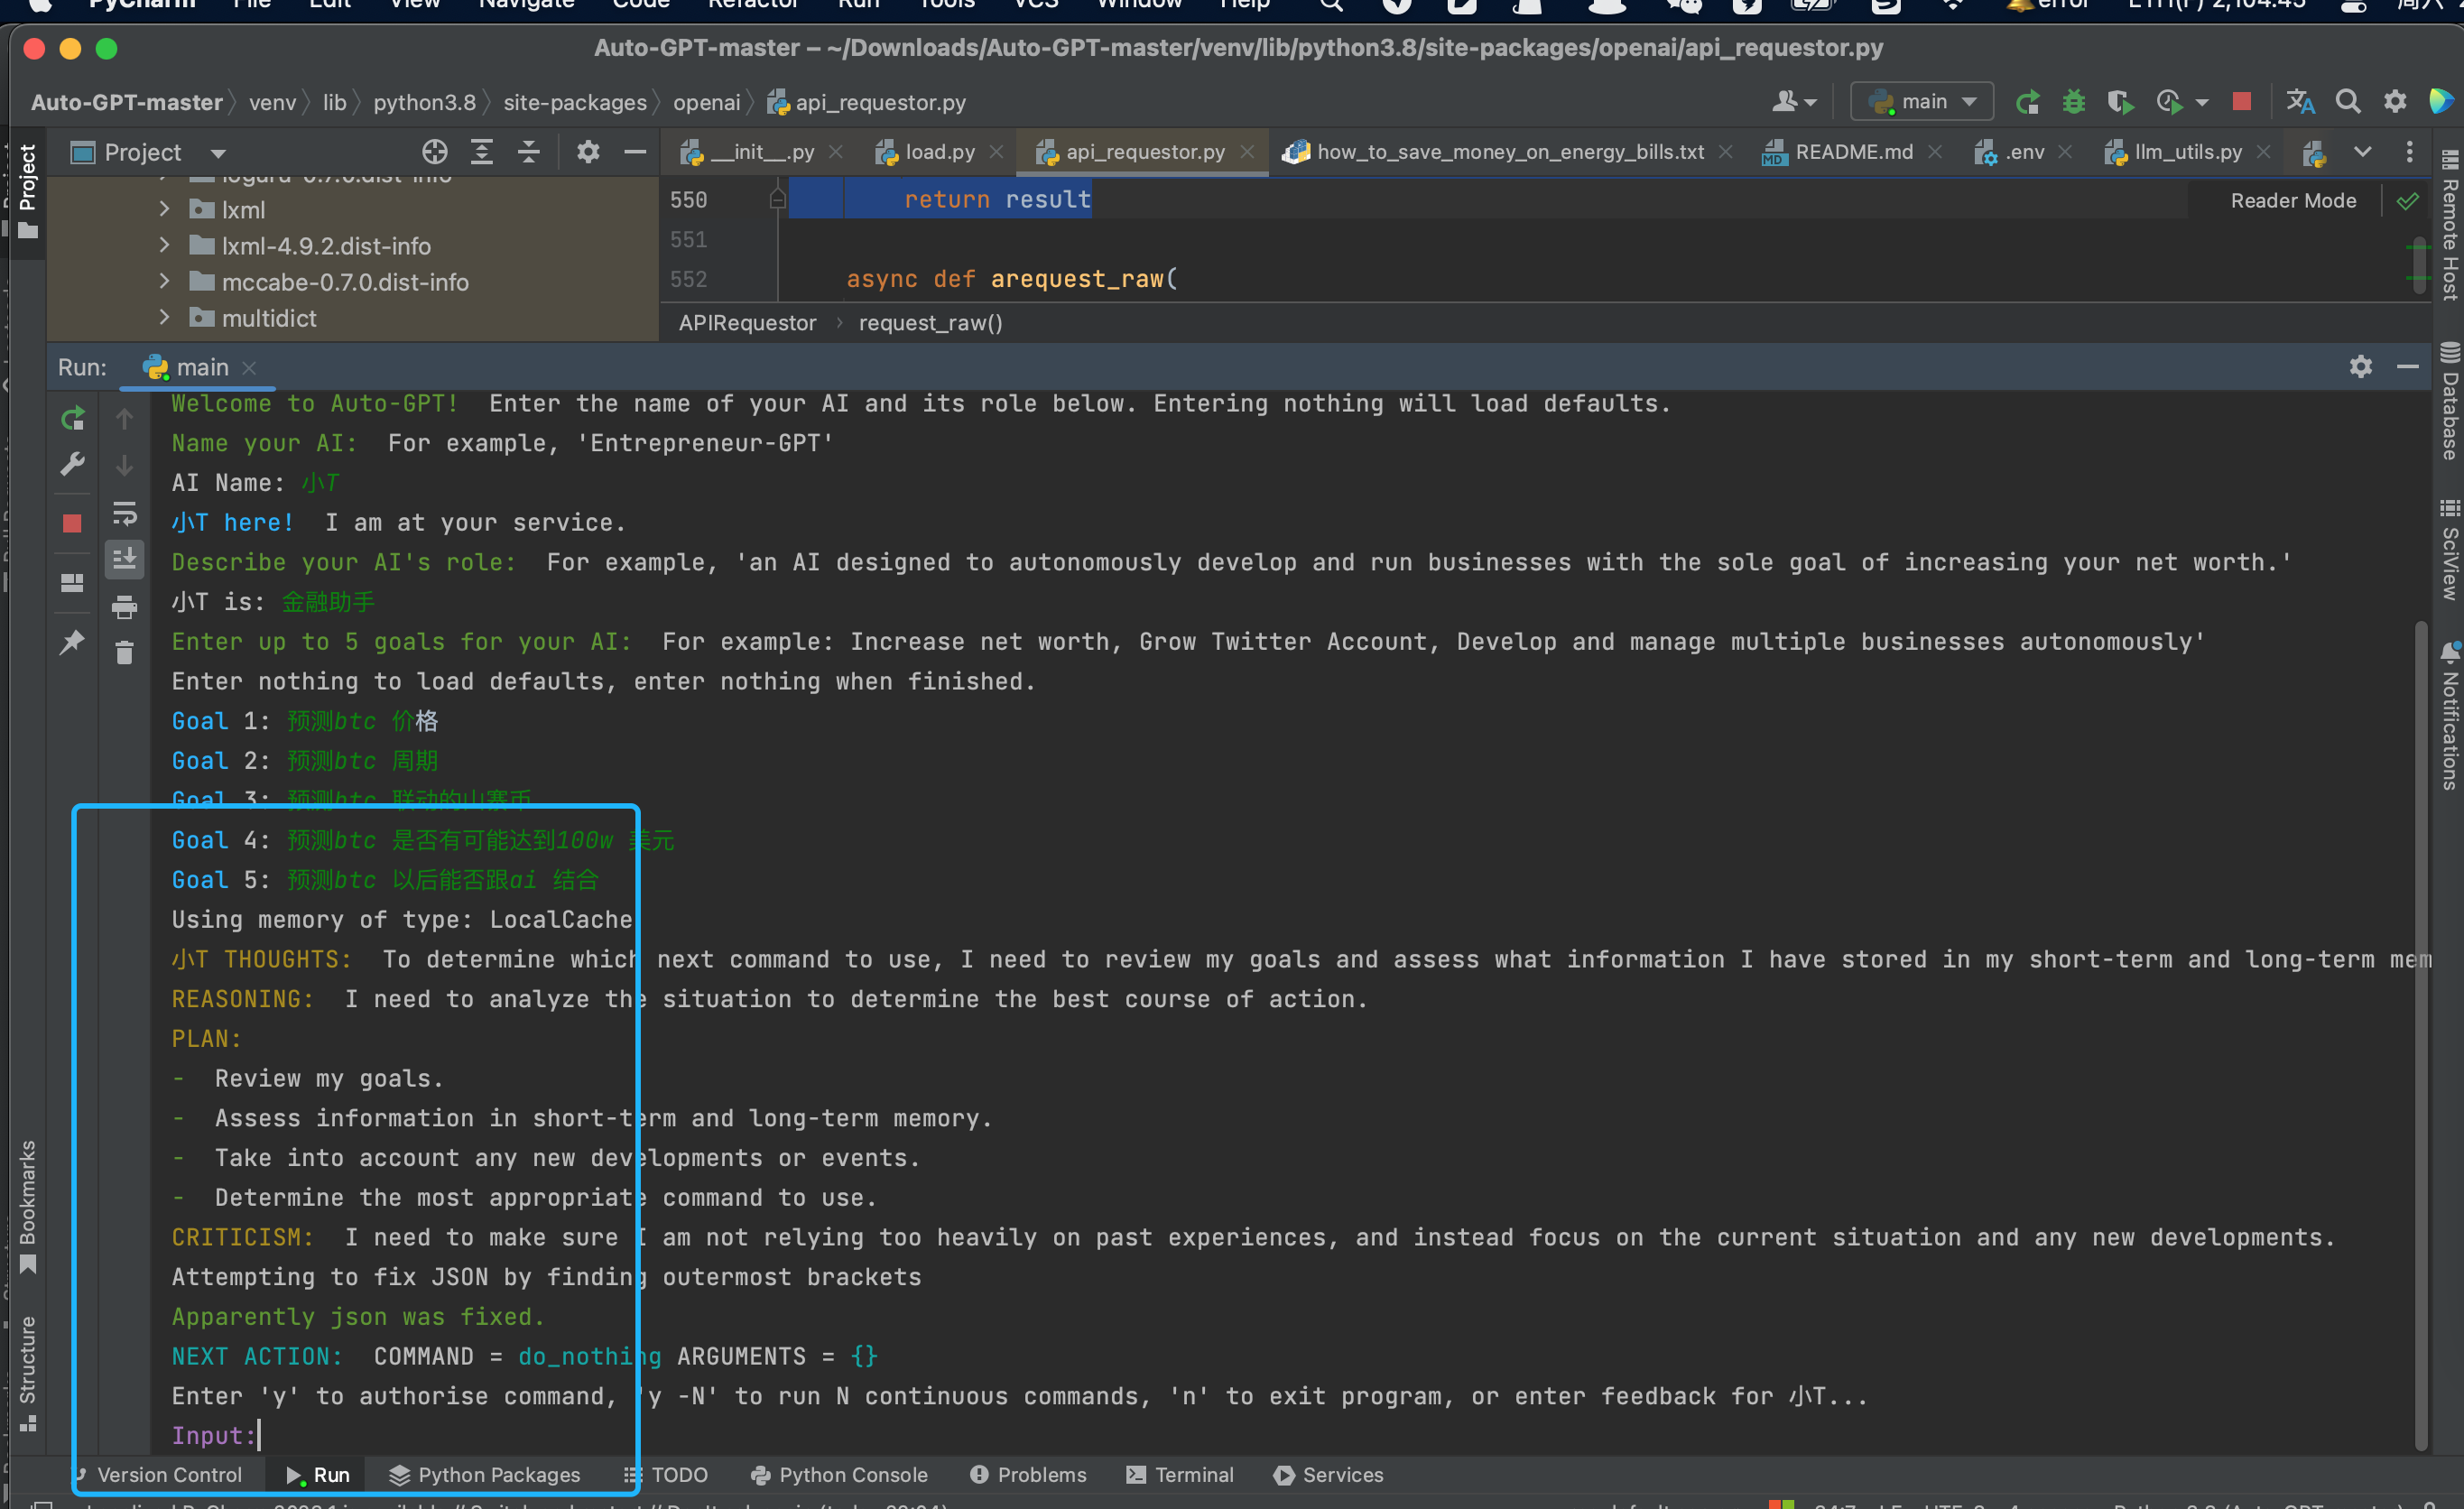 PyCharm File Edit View Navigate Code Refactor Run Tools VCS Window Help
Auto-GPT-master – ~/Downloads/Auto-GPT-master/venv/lib/python3.8/site-packages/openai/api_requestor.py
Auto-GPT-master venv lib python3.8 site-packages openai api_requestor.py main
Project
Project
__init__.py load.py api_requestor.py how_to_save_money_on_energy_bills.txt README.md .env llm_utils.py
lxml
lxml-4.9.2.dist-info
mccabe-0.7.0.dist-info
multidict
550 return result
Reader Mode
551
552 async def arequest_raw(
APIRequestor request_raw()
Remote Host
Database
SciView
Notifications
Run: main
Welcome to Auto-GPT! Enter the name of your AI and its role below. Entering nothing will load defaults.
Name your AI: For example, 'Entrepreneur-GPT'
AI Name: 小T
小T here! I am at your service.
Describe your AI's role: For example, 'an AI designed to autonomously develop and run businesses with the sole goal of increasing your net worth.'
小T is: 金融助手
Enter up to 5 goals for your AI: For example: Increase net worth, Grow Twitter Account, Develop and manage multiple businesses autonomously'
Enter nothing to load defaults, enter nothing when finished.
Goal 1: 预测btc 价格
Goal 2: 预测btc 周期
Goal 3: 预测btc 联动的山寨币
Goal 4: 预测btc 是否有可能达到100w 美元
Goal 5: 预测btc 以后能否跟ai 结合
Using memory of type: LocalCache
小T THOUGHTS: To determine which next command to use, I need to review my goals and assess what information I have stored in my short-term and long-term mem
REASONING: I need to analyze the situation to determine the best course of action.
PLAN:
- Review my goals.
- Assess information in short-term and long-term memory.
- Take into account any new developments or events.
- Determine the most appropriate command to use.
CRITICISM: I need to make sure I am not relying too heavily on past experiences, and instead focus on the current situation and any new developments.
Attempting to fix JSON by finding outermost brackets
Apparently json was fixed.
NEXT ACTION: COMMAND = do_nothing ARGUMENTS = {}
Enter 'y' to authorise command, 'y -N' to run N continuous commands, 'n' to exit program, or enter feedback for 小T...
Input:
Bookmarks
Structure
Version Control Run Python Packages TODO Python Console Problems Terminal Services